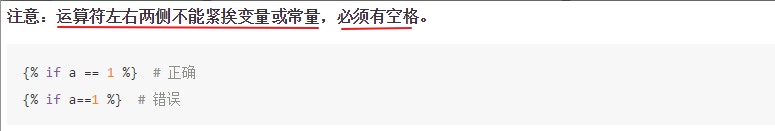 注意：运算符左右两侧不能紧挨变量或常量，必须有空格。
{% if a == 1 %}  # 正确
{% if a==1 %}  # 错误